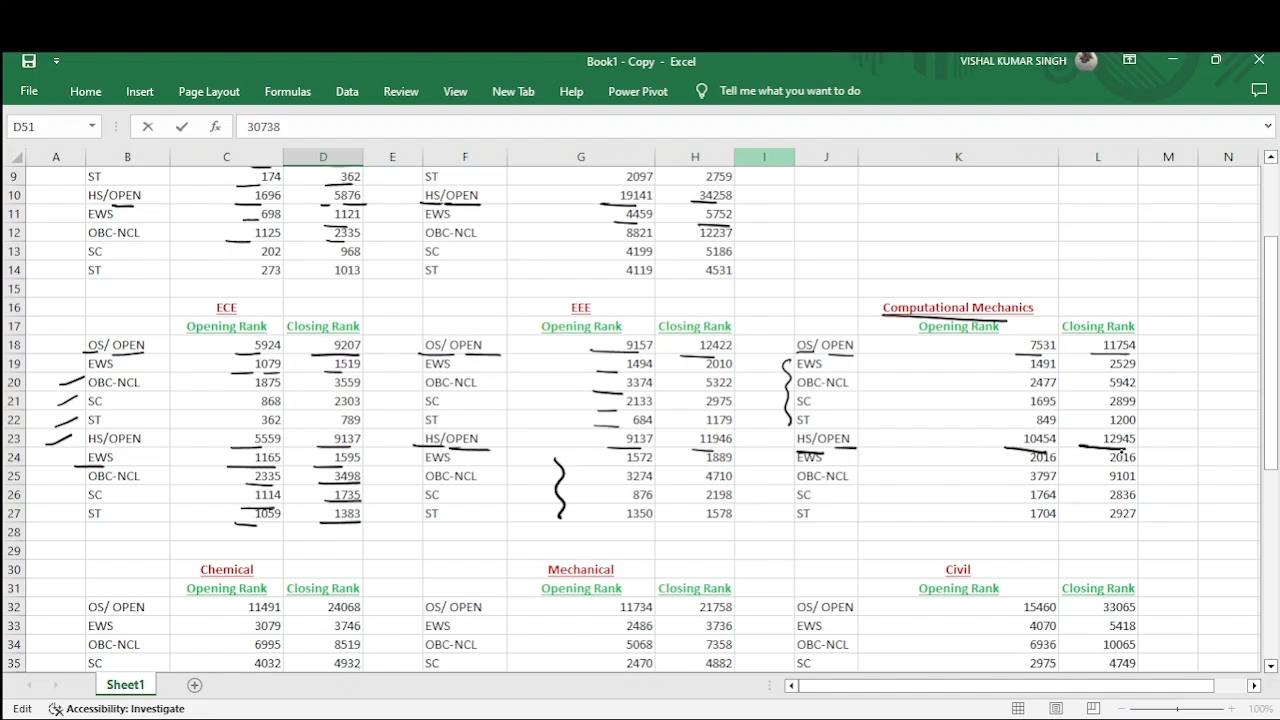 Book1 - Copy - Excel VISHAL KUMAR SINGH
File Home Insert Page Layout Formulas Data Review View New Tab Help Power Pivot Tell me what you want to do
D51 fx 30738
A B C D E F G H I J K L M N
9 ST 174 362 ST 2097 2759
10 HS/OPEN 1696 5876 HS/OPEN 19141 34258
11 EWS 698 1121 EWS 4459 5752
12 OBC-NCL 1125 2335 OBC-NCL 8821 12237
13 SC 202 968 SC 4199 5186
14 ST 273 1013 ST 4119 4531
15
16 ECE EEE Computational Mechanics
17 Opening Rank Closing Rank Opening Rank Closing Rank Opening Rank Closing Rank
18 OS/ OPEN 5924 9207 OS/ OPEN 9157 12422 OS/ OPEN 7531 11754
19 EWS 1079 1519 EWS 1494 2010 EWS 1491 2529
20 OBC-NCL 1875 3559 OBC-NCL 3374 5322 OBC-NCL 2477 5942
21 SC 868 2303 SC 2133 2975 SC 1695 2899
22 ST 362 789 ST 684 1179 ST 849 1200
23 HS/OPEN 5559 9137 HS/OPEN 9137 11946 HS/OPEN 10454 12945
24 EWS 1165 1595 EWS 1572 1889 EWS 2016 2016
25 OBC-NCL 2335 3498 OBC-NCL 3274 4710 OBC-NCL 3797 9101
26 SC 1114 1735 SC 876 2198 SC 1764 2836
27 ST 1059 1383 ST 1350 1578 ST 1704 2927
28
29
30 Chemical Mechanical Civil
31 Opening Rank Closing Rank Opening Rank Closing Rank Opening Rank Closing Rank
32 OS/ OPEN 11491 24068 OS/ OPEN 11734 21758 OS/ OPEN 15460 33065
33 EWS 3079 3746 EWS 2486 3736 EWS 4070 5418
34 OBC-NCL 6995 8519 OBC-NCL 5068 7358 OBC-NCL 6936 10065
35 SC 4032 4932 SC 2470 4882 SC 2975 4749
Sheet1
Edit Accessibility: Investigate 100%